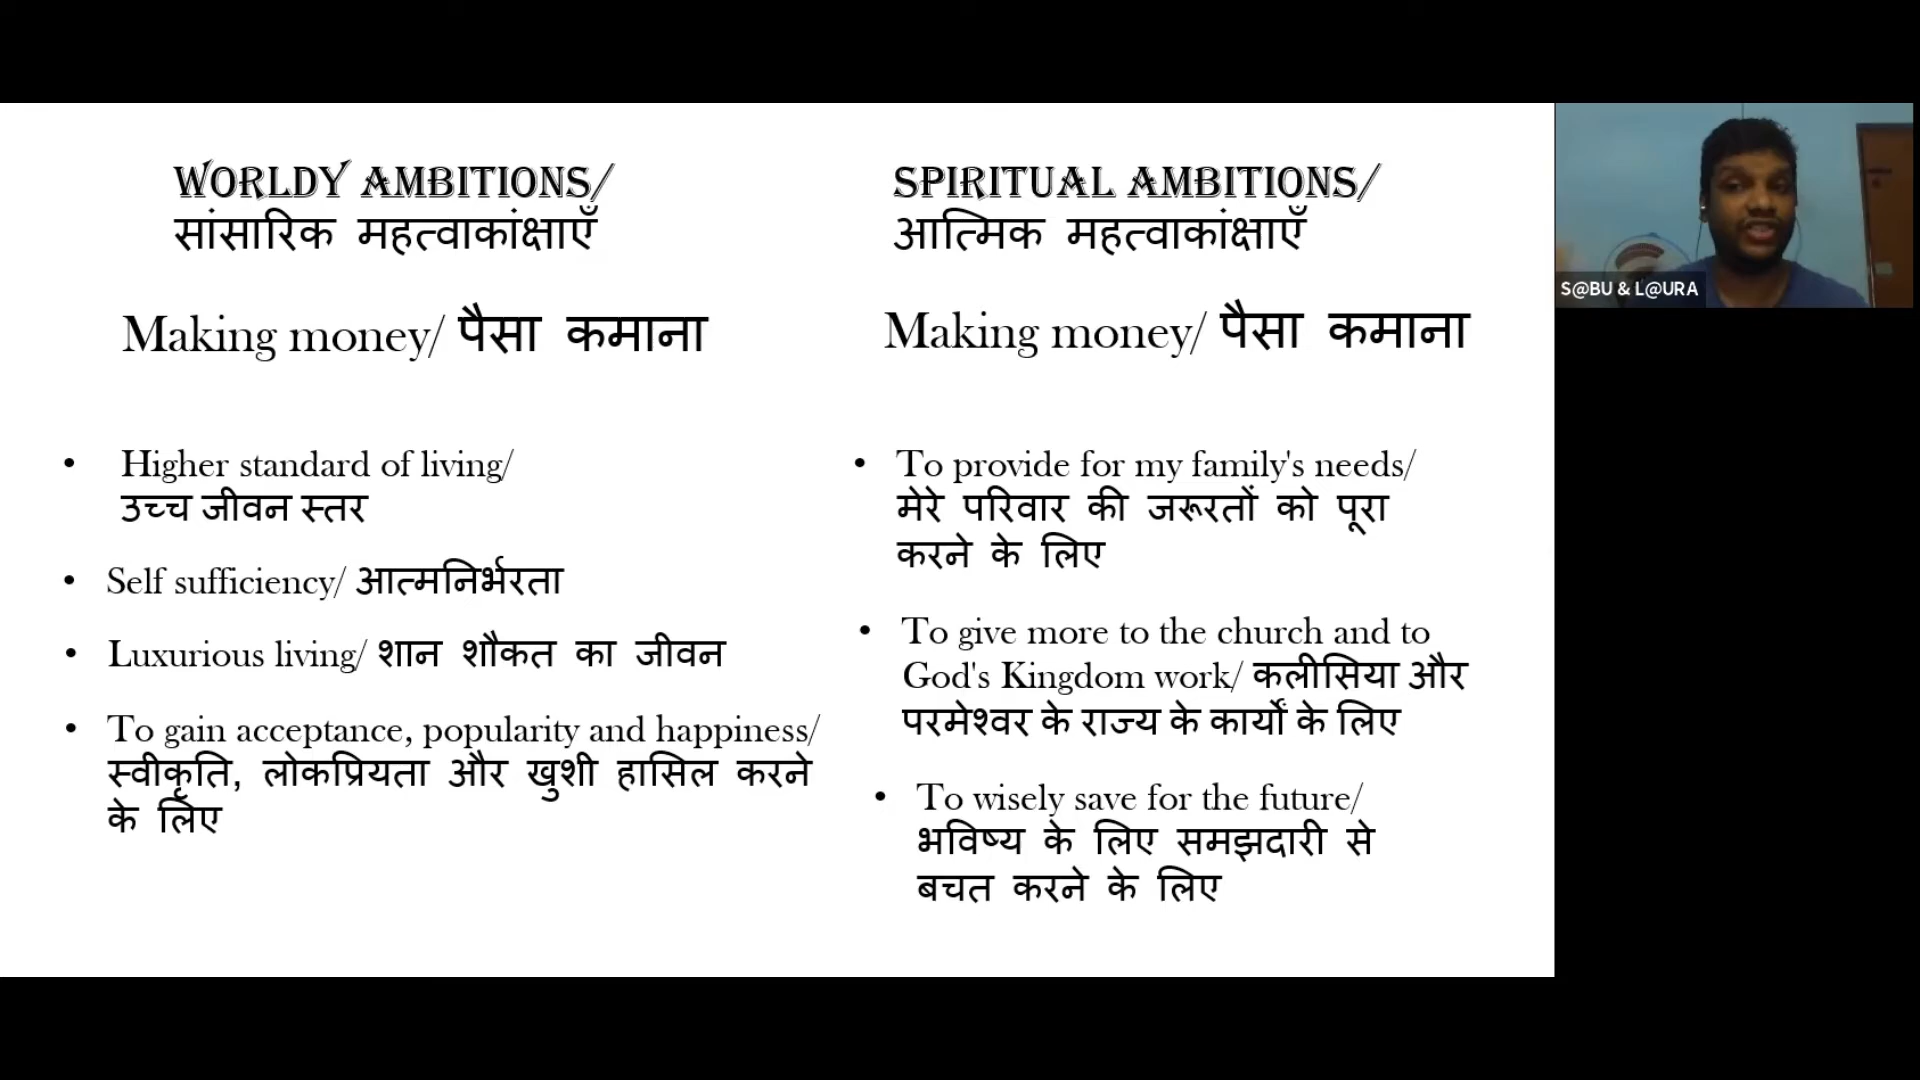 WORLDY AMBITIONS/
सांसारिक महत्वाकांक्षाएँ
Making money/ पैसा कमाना
• Higher standard of living/
उच्च जीवन स्तर
• Self sufficiency/ आत्मनिर्भरता
• Luxurious living/ शान शौकत का जीवन
• To gain acceptance, popularity and happiness/
स्वीकृति, लोकप्रियता और खुशी हासिल करने
के लिए
SPIRITUAL AMBITIONS/
आत्मिक महत्वाकांक्षाएँ
Making money/ पैसा कमाना
• To provide for my family's needs/
मेरे परिवार की जरूरतों को पूरा
करने के लिए
• To give more to the church and to
God's Kingdom work/ कलीसिया और
परमेश्वर के राज्य के कार्यों के लिए
• To wisely save for the future/
भविष्य के लिए समझदारी से
बचत करने के लिए
S@BU & L@URA